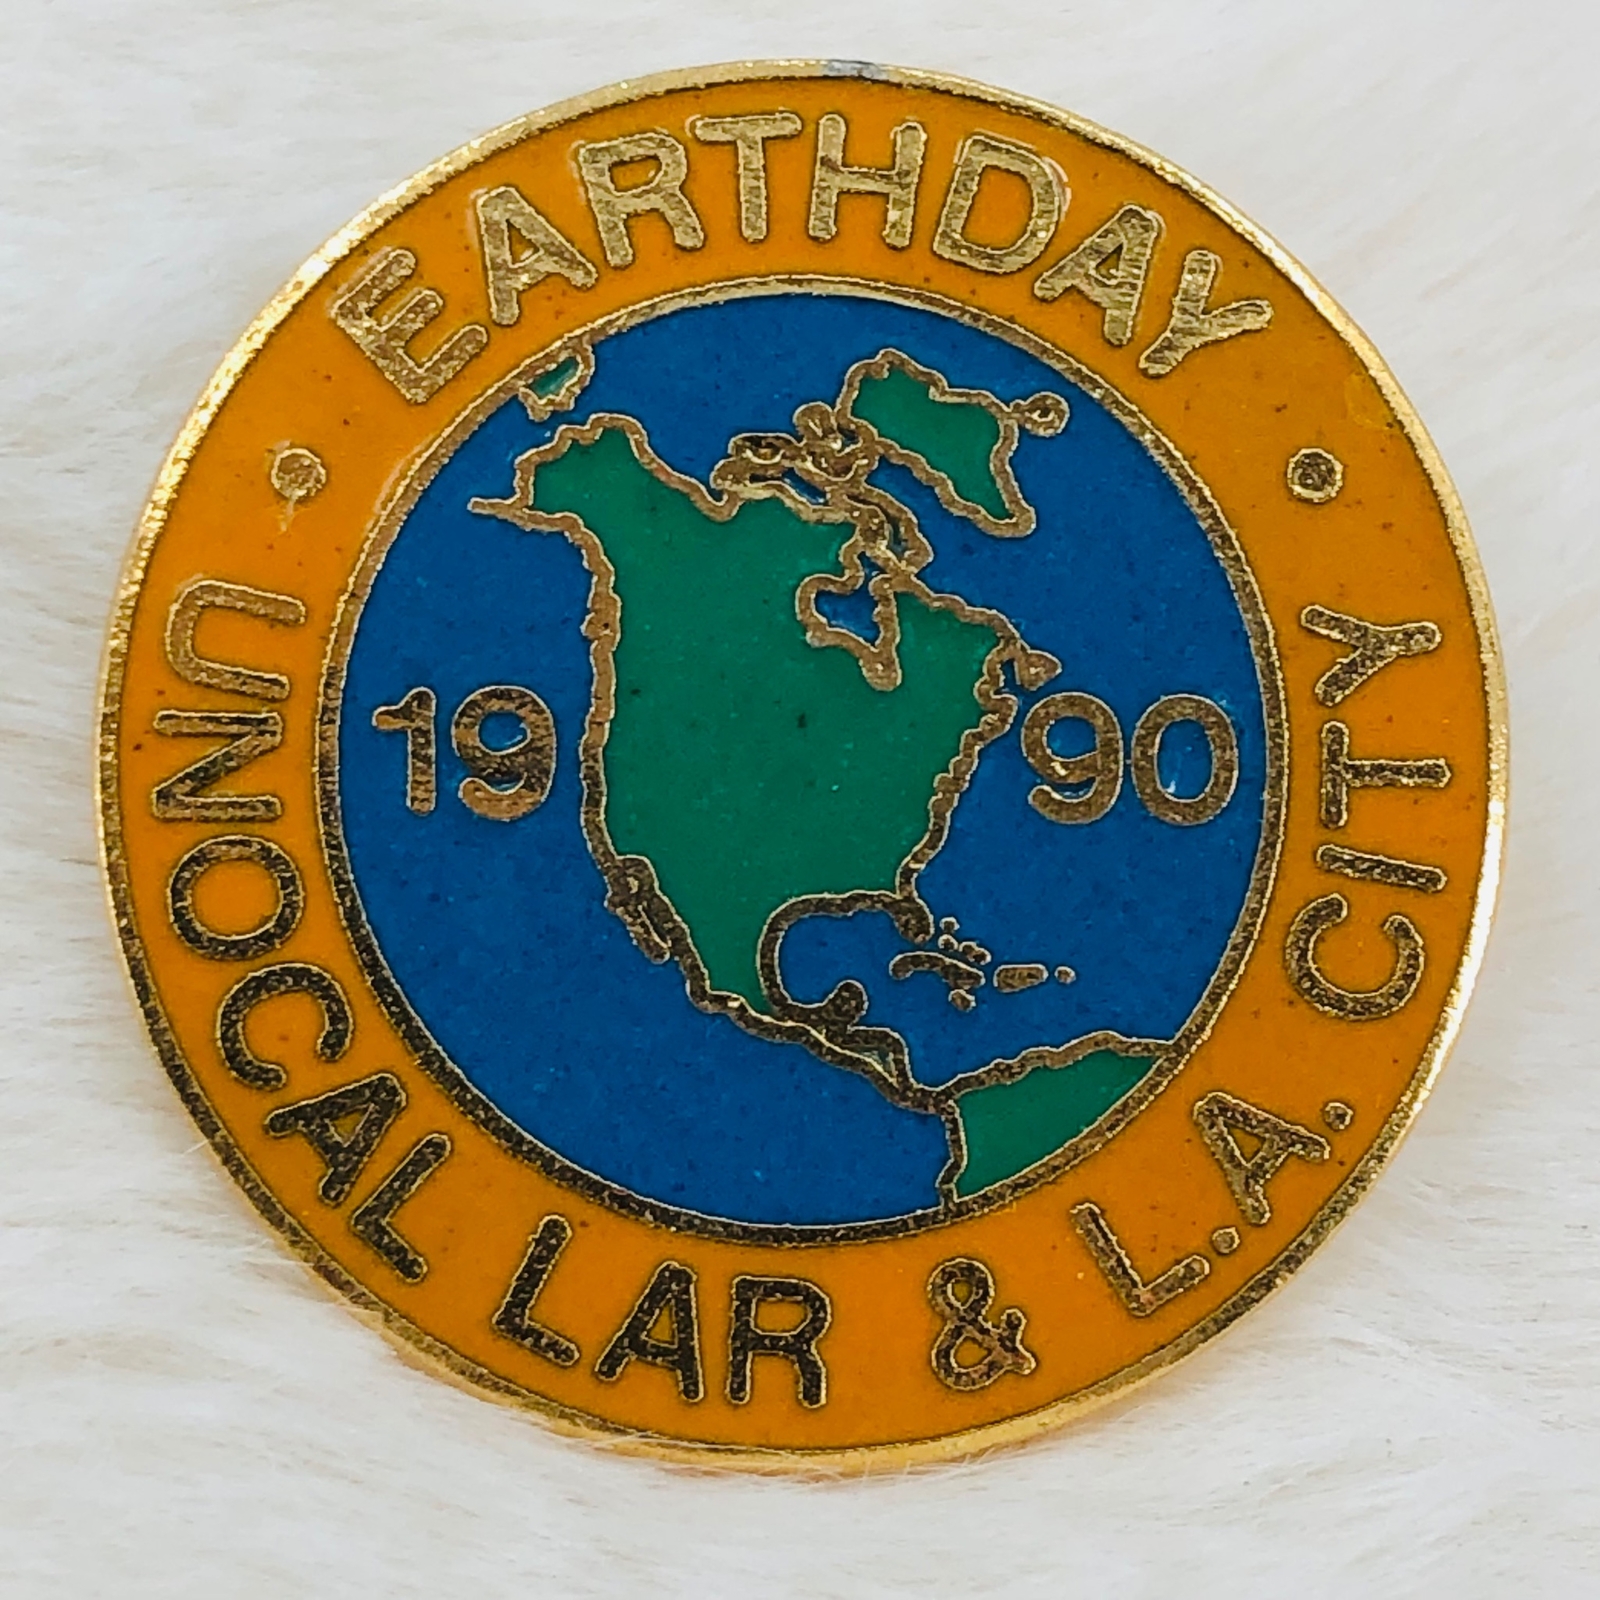 EARTHDAY
19 90
UNOCAL LAR & L.A. CITY